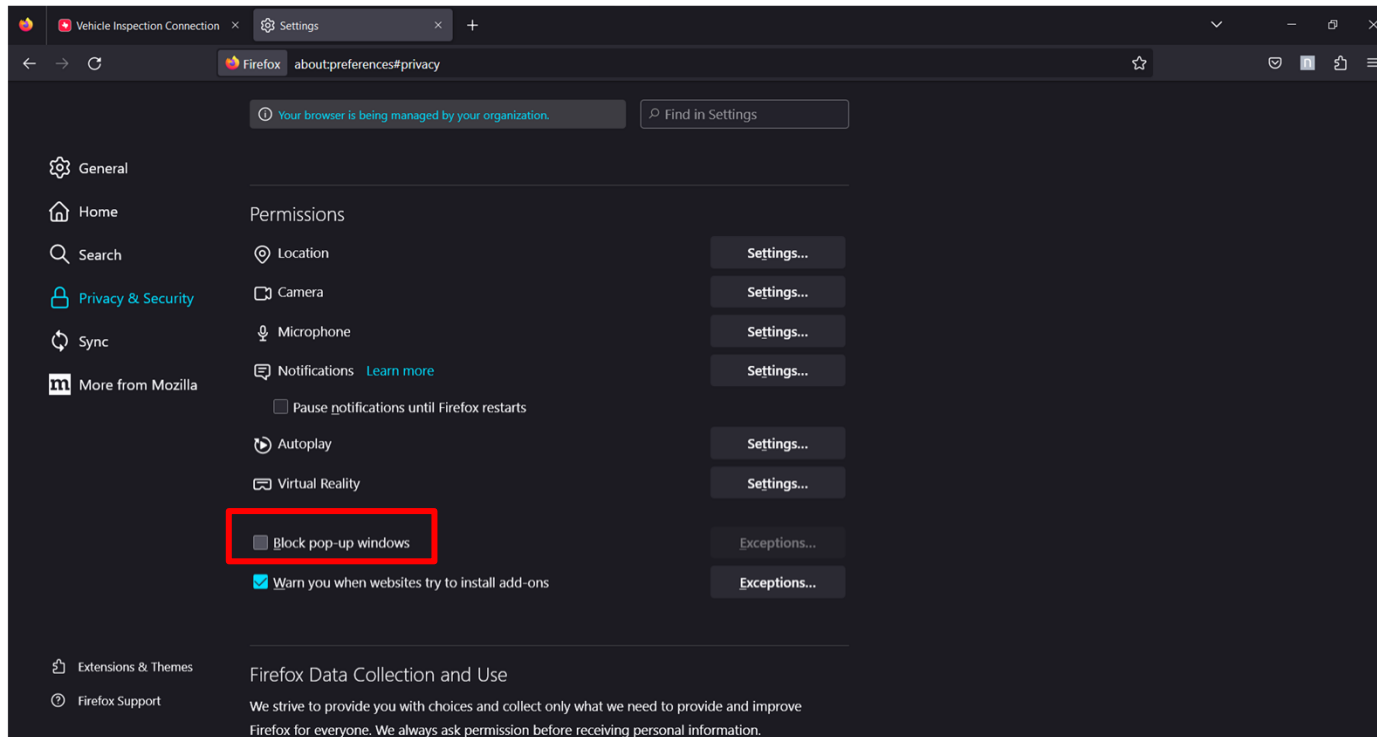 Vehicle Inspection Connection
Settings
Firefox about:preferences#privacy
Your browser is being managed by your organization.
Find in Settings
General
Home
Search
Privacy & Security
Sync
More from Mozilla
Extensions & Themes
Firefox Support
Permissions
Location Settings...
Camera Settings...
Microphone Settings...
Notifications Learn more Settings...
Pause notifications until Firefox restarts
Autoplay Settings...
Virtual Reality Settings...
Block pop-up windows Exceptions...
Warn you when websites try to install add-ons Exceptions...
Firefox Data Collection and Use
We strive to provide you with choices and collect only what we need to provide and improve
Firefox for everyone. We always ask permission before receiving personal information.